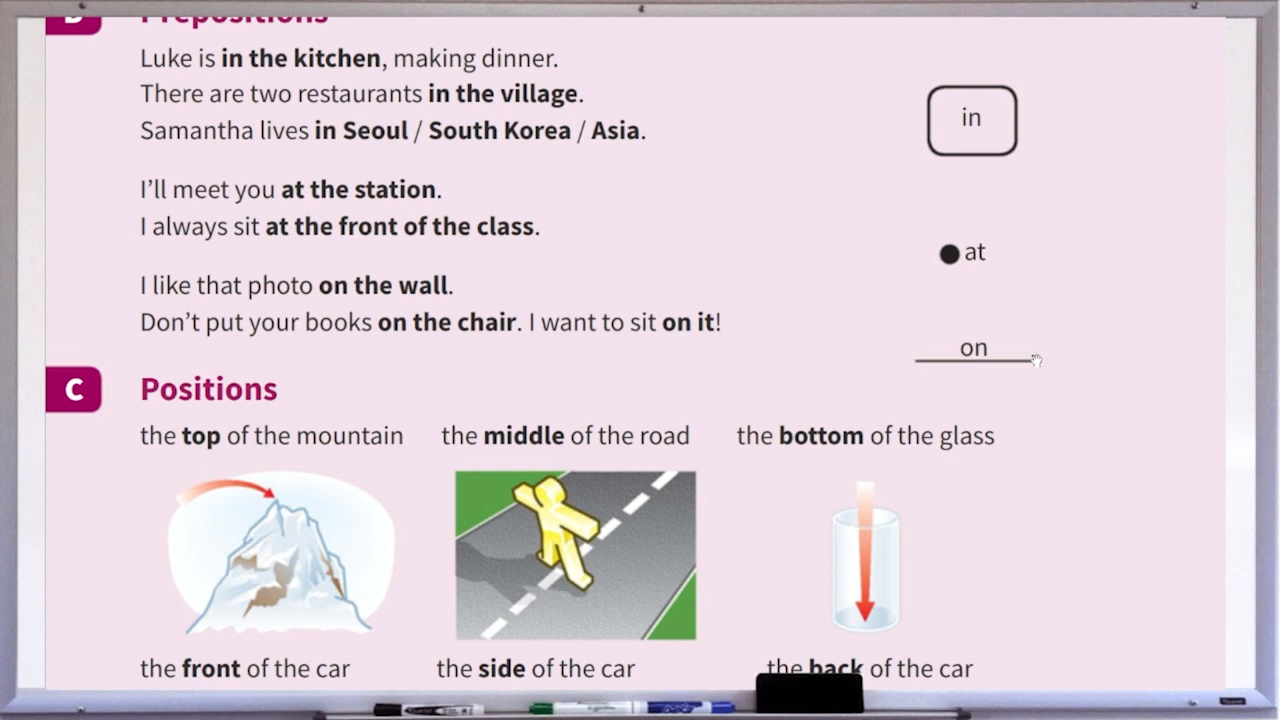 Prepositions
Luke is in the kitchen, making dinner.
There are two restaurants in the village.
Samantha lives in Seoul / South Korea / Asia.
in
I’ll meet you at the station.
I always sit at the front of the class.
at
I like that photo on the wall.
Don’t put your books on the chair. I want to sit on it!
on
C Positions
the top of the mountain the middle of the road the bottom of the glass
the front of the car the side of the car the back of the car